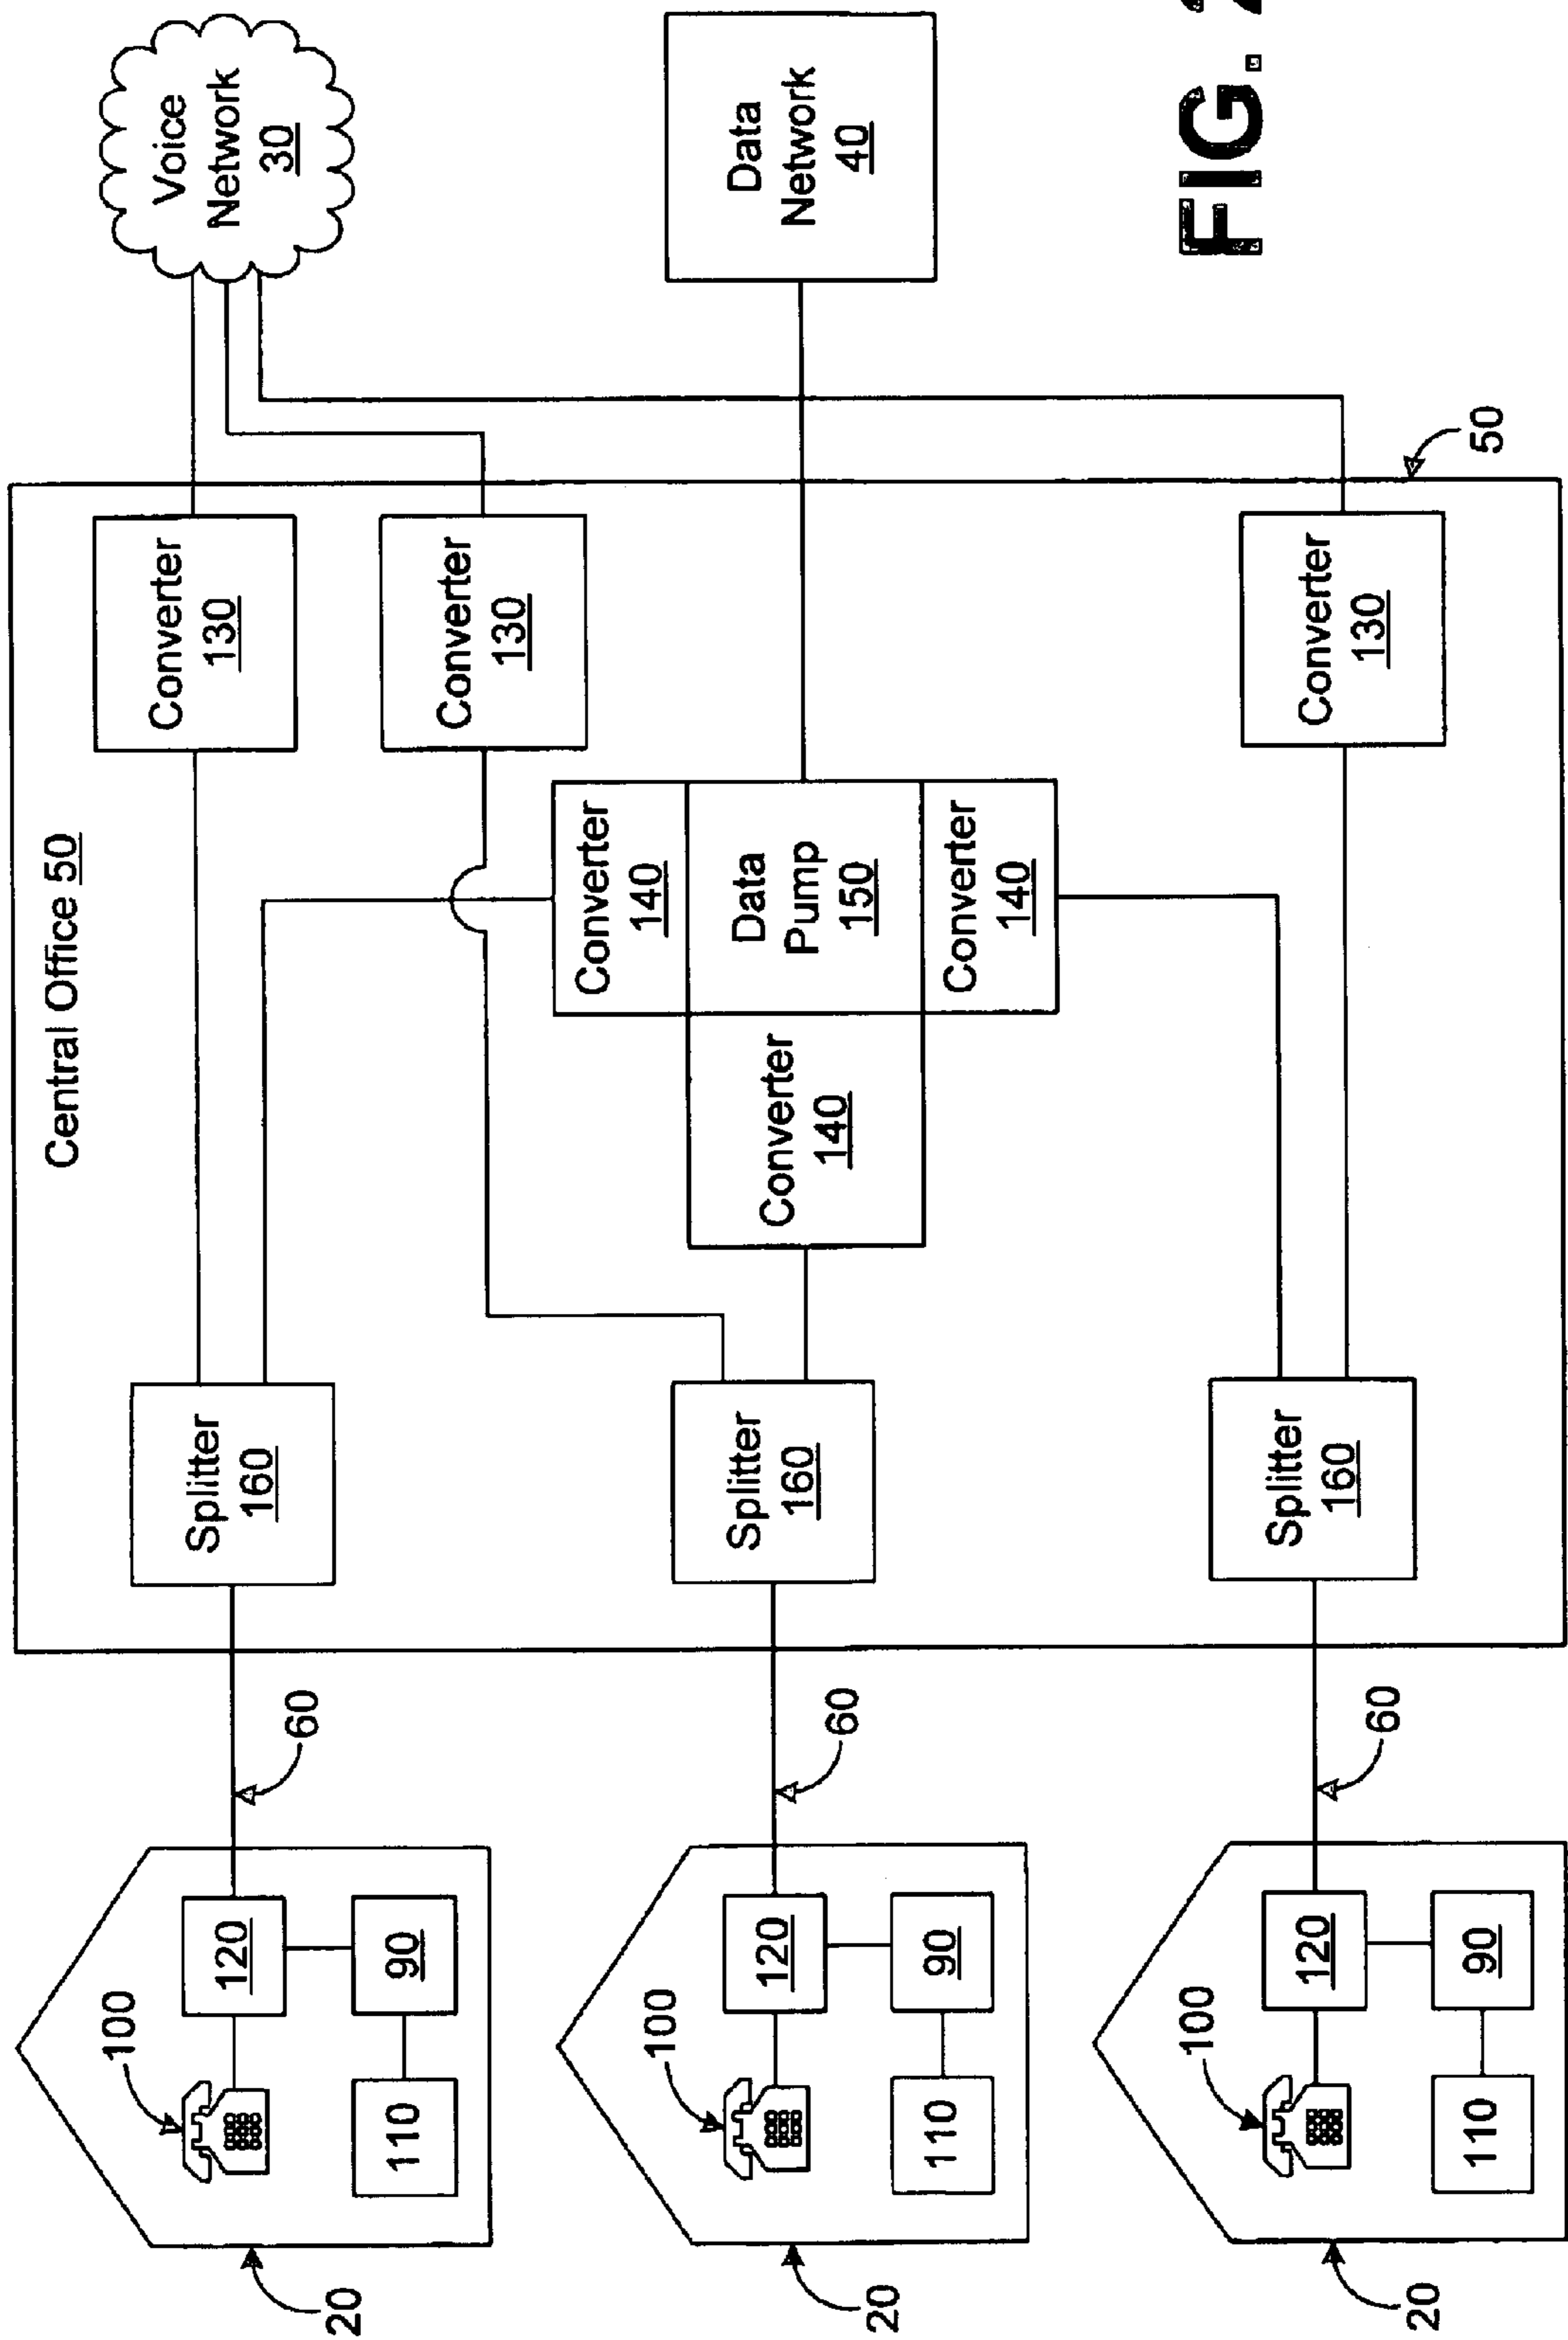 Central Office 50
20
100
120
90
110
60
Splitter
160
Converter
130
Voice
Network
30
Converter
130
20
100
120
90
110
60
Splitter
160
Converter
140
Converter
140
Data
Pump
150
Converter
140
Data
Network
40
20
100
120
90
110
60
Splitter
160
Converter
130
50
FIG.